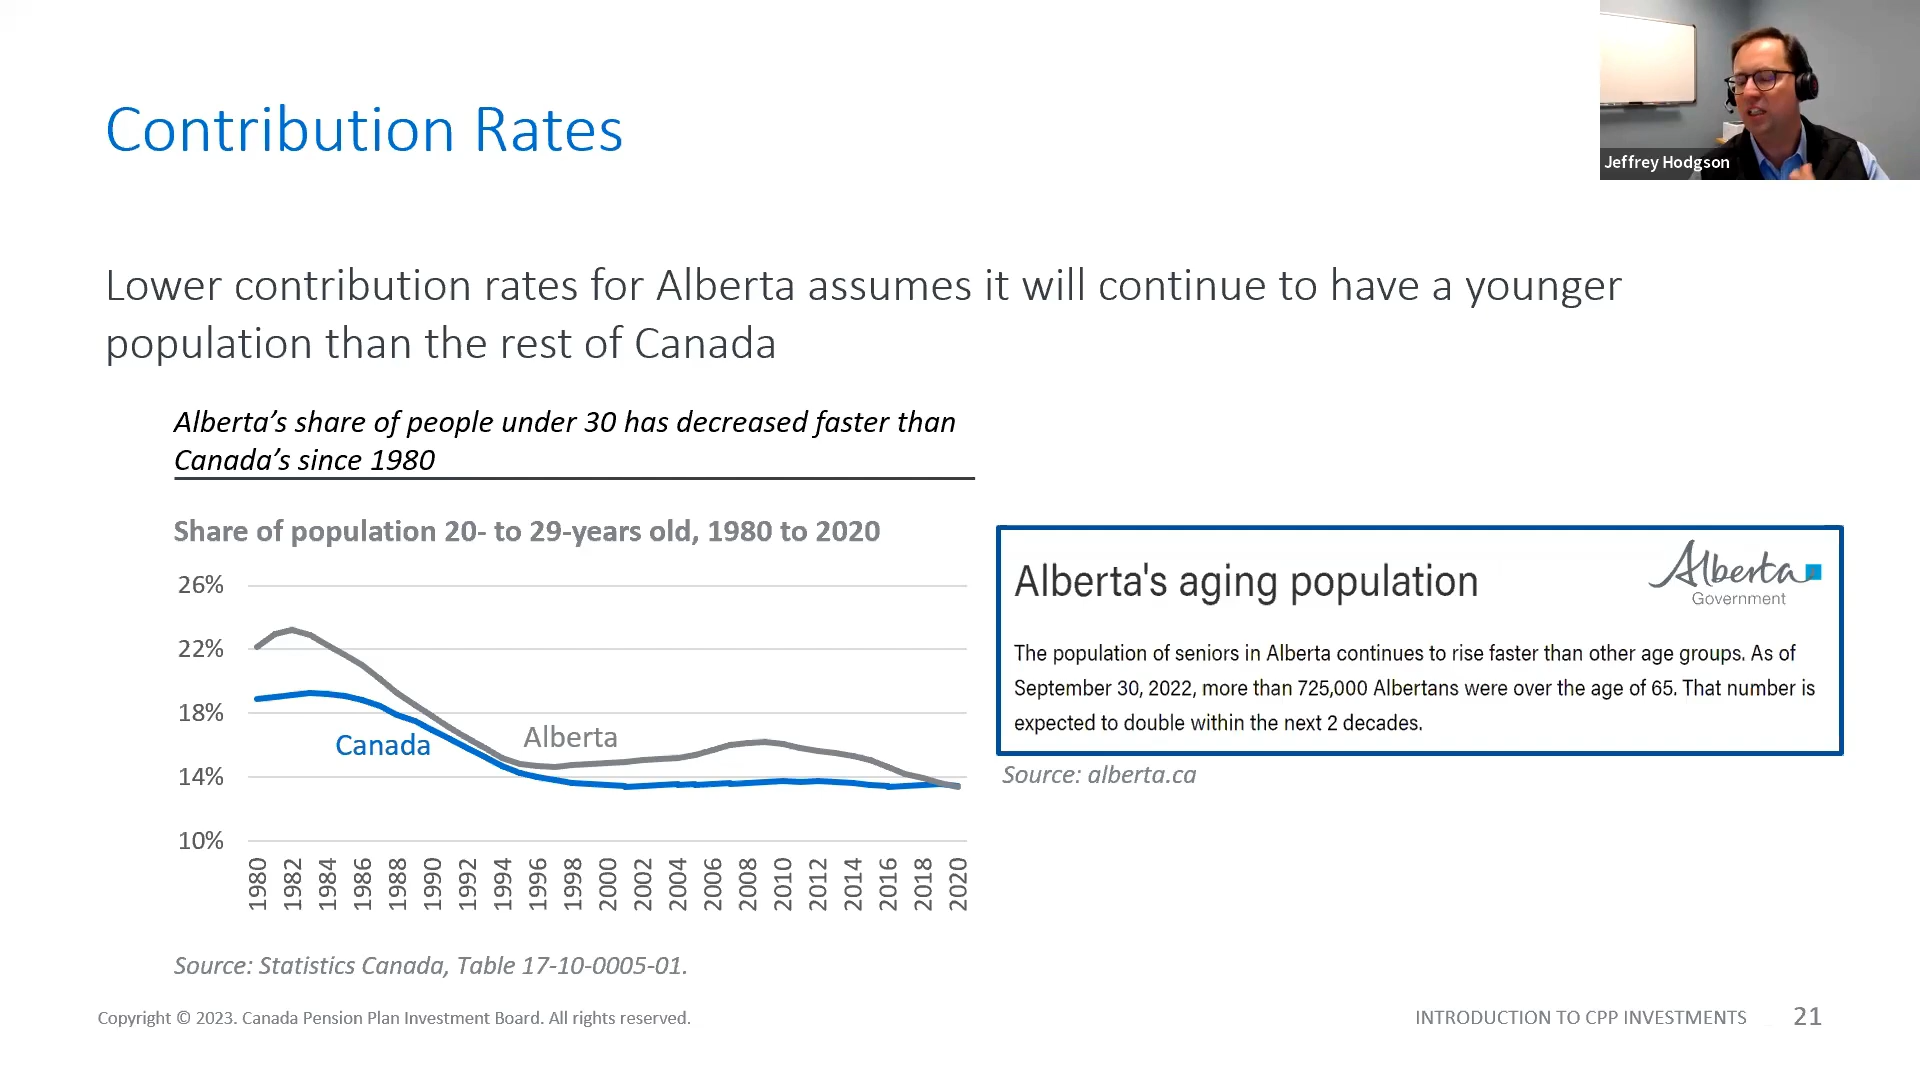 Jeffrey Hodgson
Contribution Rates
Lower contribution rates for Alberta assumes it will continue to have a younger
population than the rest of Canada
Alberta’s share of people under 30 has decreased faster than
Canada’s since 1980
Share of population 20- to 29-years old, 1980 to 2020
26%
22%
18%
14%
10%
Canada
Alberta
1980
1982
1984
1986
1988
1990
1992
1994
1996
1998
2000
2002
2004
2006
2008
2010
2012
2014
2016
2018
2020
Source: Statistics Canada, Table 17-10-0005-01.
Alberta's aging population
Alberta
Government
The population of seniors in Alberta continues to rise faster than other age groups. As of
September 30, 2022, more than 725,000 Albertans were over the age of 65. That number is
expected to double within the next 2 decades.
Source: alberta.ca
Copyright © 2023. Canada Pension Plan Investment Board. All rights reserved.
INTRODUCTION TO CPP INVESTMENTS
21